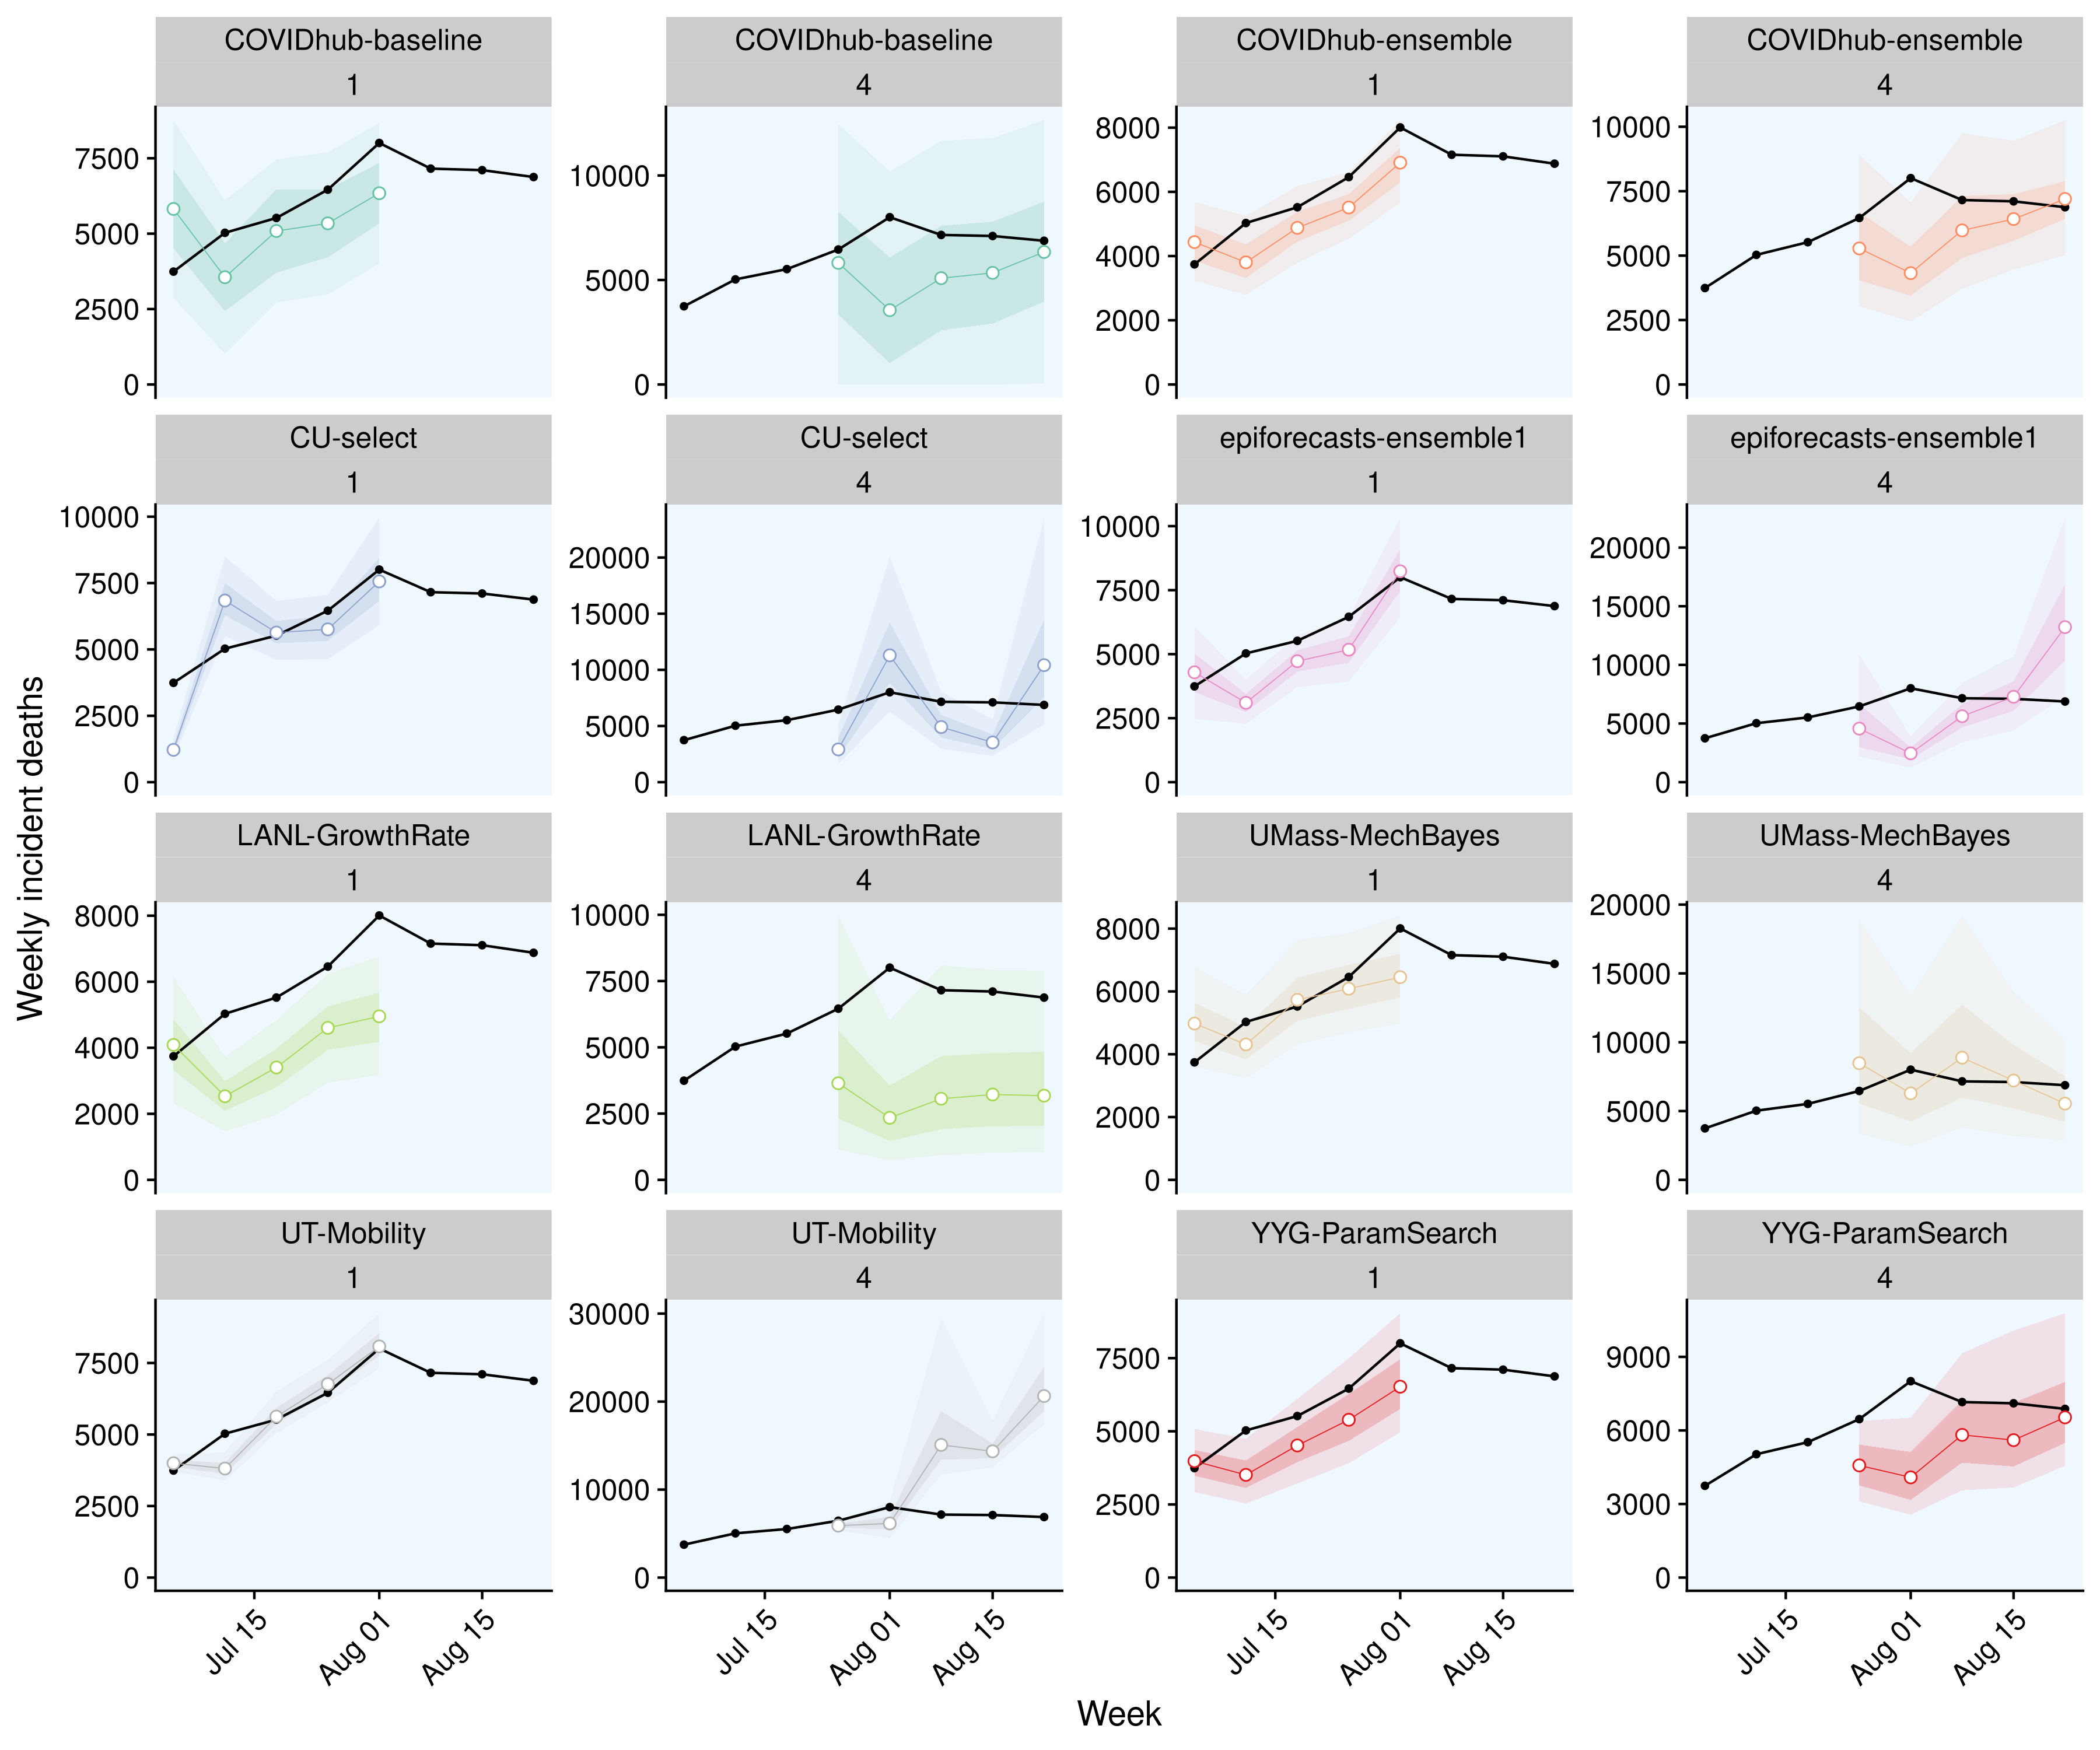 COVIDhub-baseline COVIDhub-baseline COVIDhub-ensemble COVIDhub-ensemble
1 4 1 4
7500 5000 2500 0
10000 5000 0
8000 6000 4000 2000 0
10000 7500 5000 2500 0
CU-select CU-select epiforecasts-ensemble1 epiforecasts-ensemble1
1 4 1 4
10000 7500 5000 2500 0
20000 15000 10000 5000 0
10000 7500 5000 2500 0
20000 15000 10000 5000 0
Weekly incident deaths
LANL-GrowthRate LANL-GrowthRate UMass-MechBayes UMass-MechBayes
1 4 1 4
8000 6000 4000 2000 0
10000 7500 5000 2500 0
8000 6000 4000 2000 0
20000 15000 10000 5000 0
UT-Mobility UT-Mobility YYG-ParamSearch YYG-ParamSearch
1 4 1 4
7500 5000 2500 0
30000 20000 10000 0
7500 5000 2500 0
9000 6000 3000 0
Jul 15 Aug 01 Aug 15 Jul 15 Aug 01 Aug 15 Jul 15 Aug 01 Aug 15 Jul 15 Aug 01 Aug 15
Week